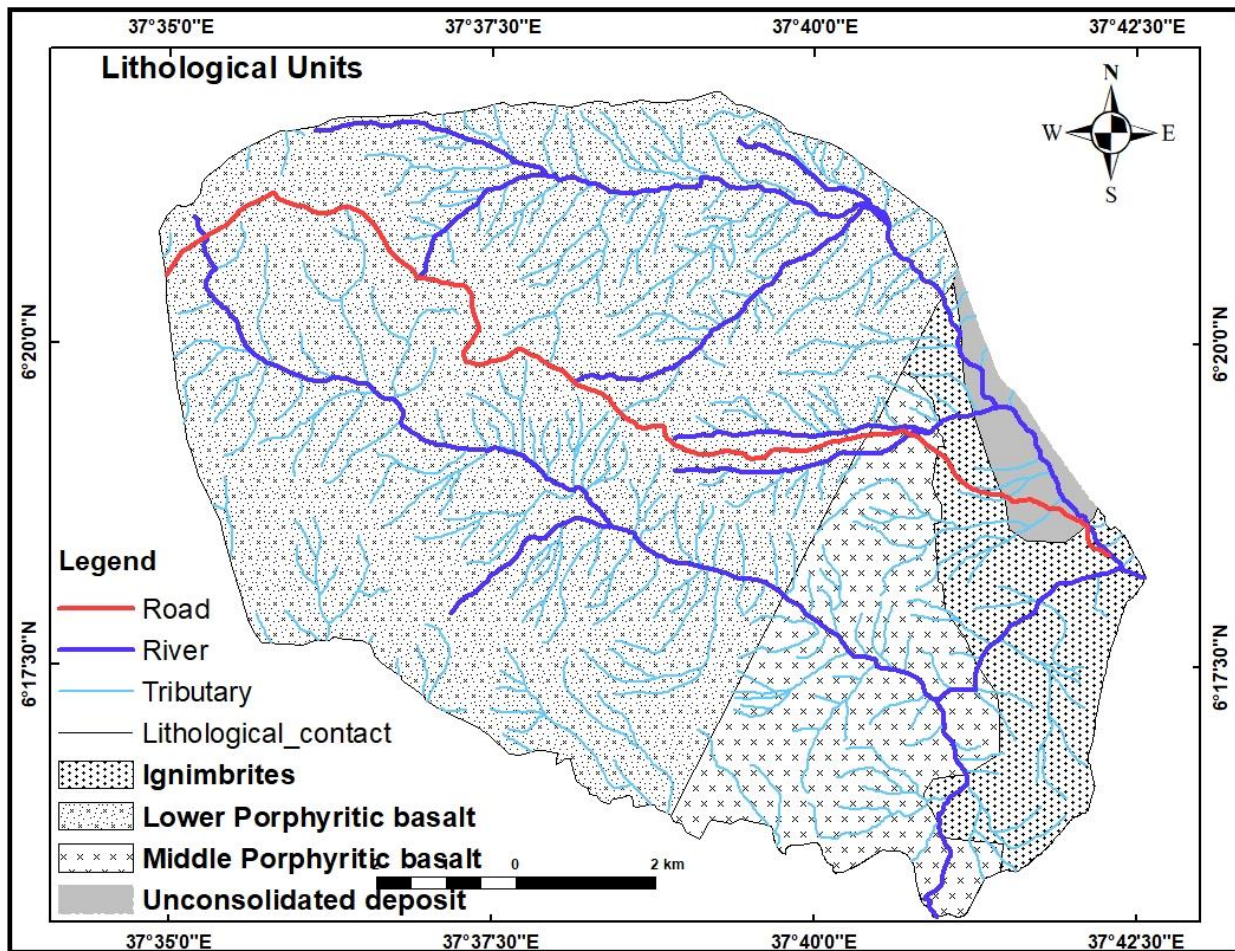 37°35'0"E 37°37'30"E 37°40'0"E 37°42'30"E
Lithological Units
N
W E
S
6°20'0"N 6°20'0"N
Legend
Road
River
6°17'30"N 6°17'30"N
Tributary
Lithological_contact
Ignimbrites
Lower Porphyritic basalt
Middle Porphyritic basalt
0 2 km
Unconsolidated deposit
37°35'0"E 37°37'30"E 37°40'0"E 37°42'30"E